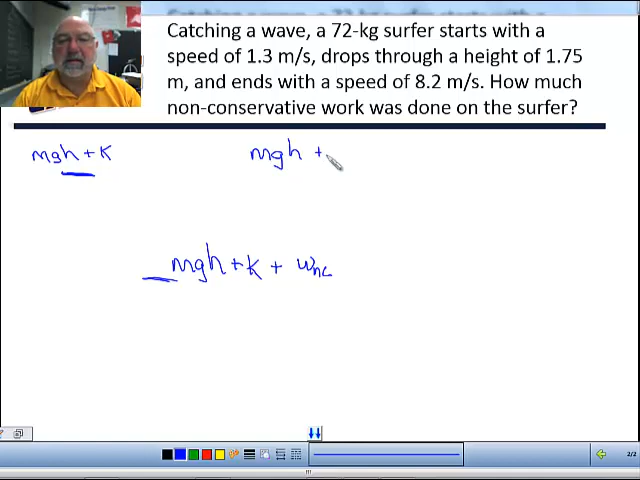 Catching a wave, a 72-kg surfer starts with a
speed of 1.3 m/s, drops through a height of 1.75
m, and ends with a speed of 8.2 m/s. How much
non-conservative work was done on the surfer?
mgh + K mgh +
mgh + K + Wnc
2/2